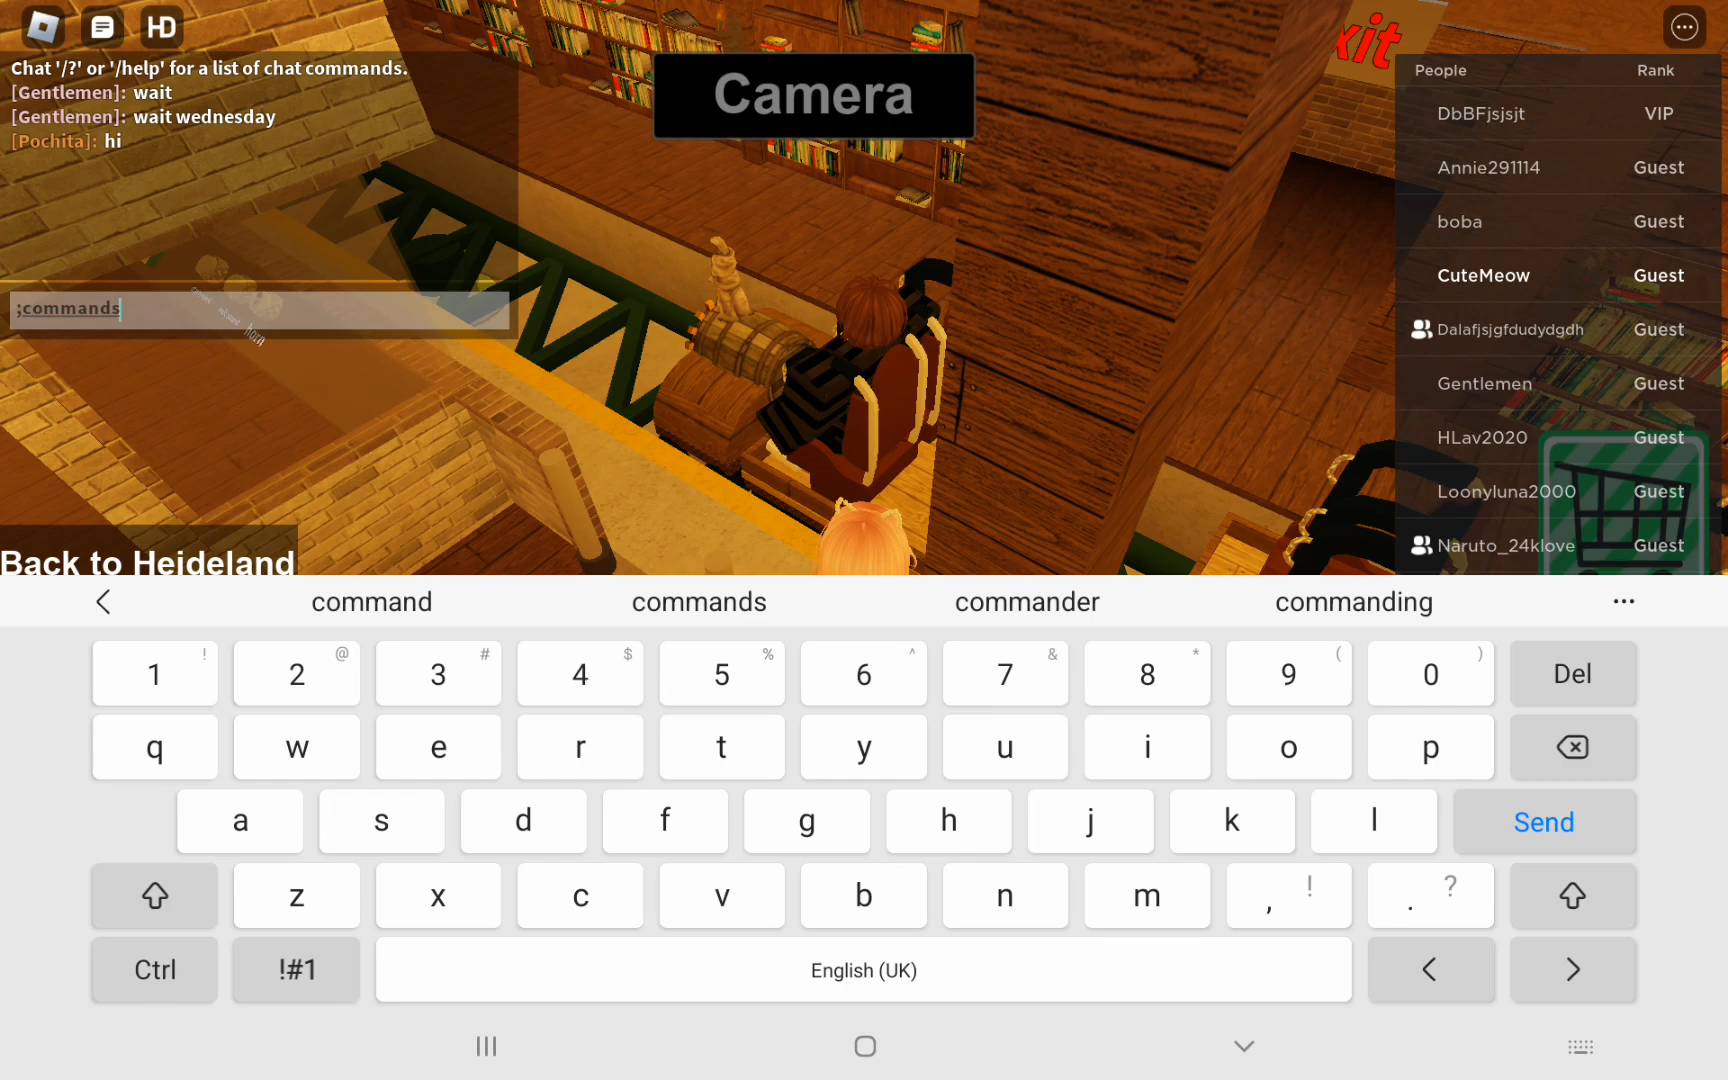 HD
Chat '/?' or '/help' for a list of chat commands.
[Gentlemen]: wait
[Gentlemen]: wait wednesday
[Pochita]: hi
;commands
horn
Camera
xit
People Rank
DbBFjsjsjt VIP
Annie291114 Guest
boba Guest
CuteMeow Guest
Dalafjsjgfdudydgdh Guest
Gentlemen Guest
HLav2020 Guest
Loonyluna2000 Guest
Naruto_24klove Guest
Back to Heideland
command commands commander commanding
1 ! 2 @ 3 # 4 $ 5 % 6 ^ 7 & 8 * 9 ( 0 ) Del
q w e r t y u i o p
a s d f g h j k l Send
z x c v b n m , ! . ?
Ctrl !#1 English (UK) < >